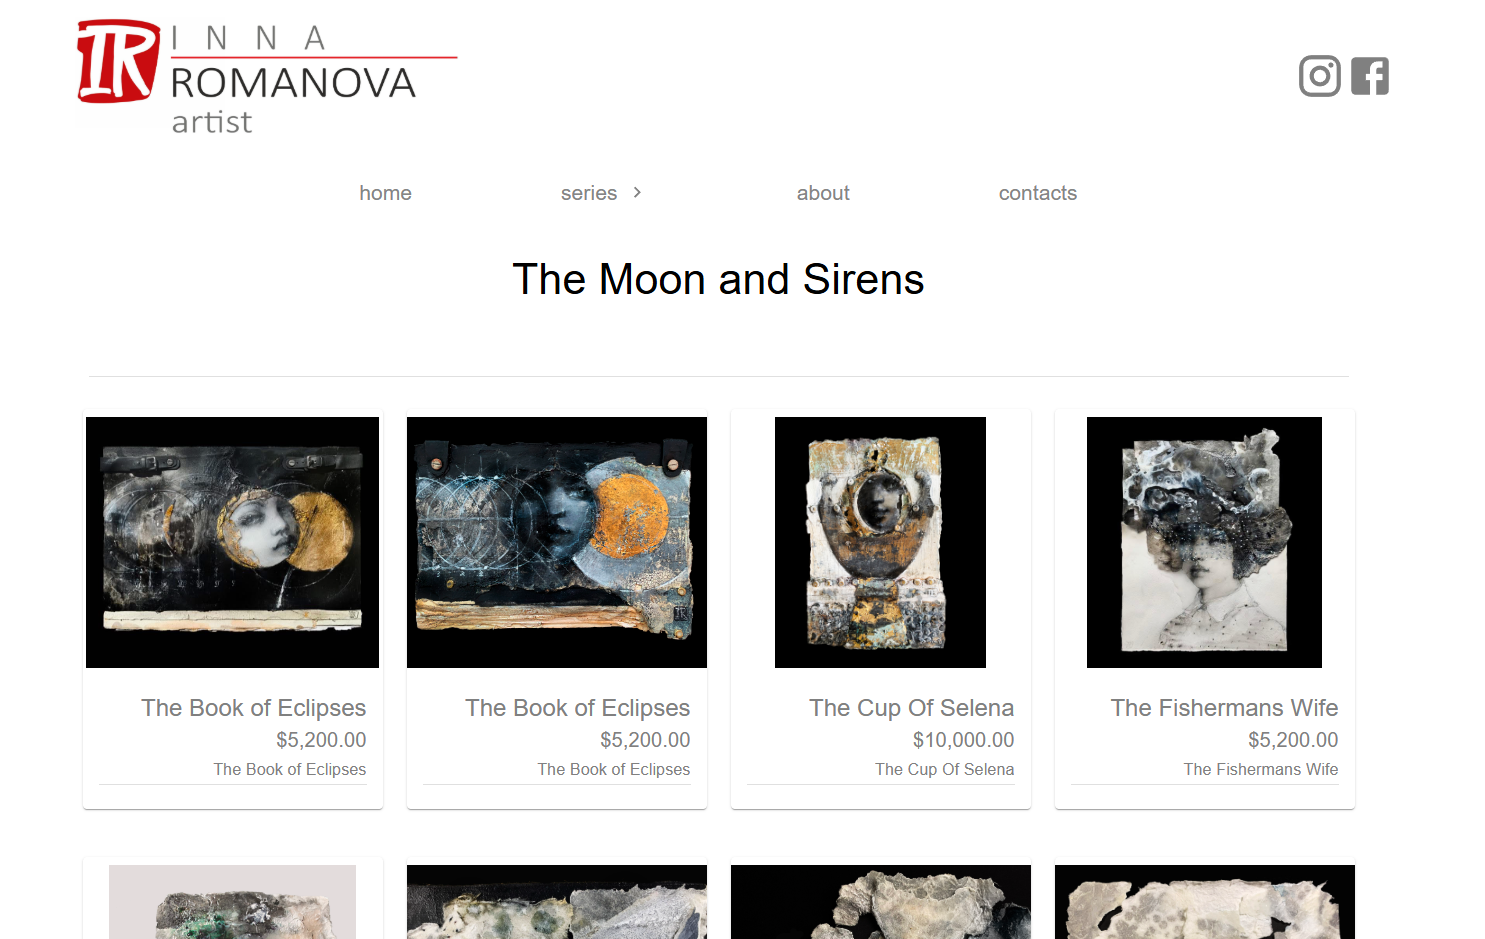 IR
INNA
ROMANOVA
artist
home
series
about
contacts
The Moon and Sirens
The Book of Eclipses
$5,200.00
The Book of Eclipses
The Book of Eclipses
$5,200.00
The Book of Eclipses
The Cup Of Selena
$10,000.00
The Cup Of Selena
The Fishermans Wife
$5,200.00
The Fishermans Wife